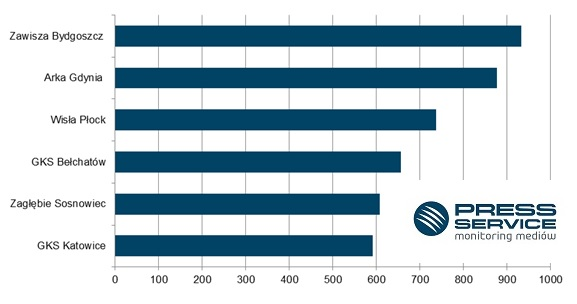 Zawisza Bydgoszcz
Arka Gdynia
Wisła Płock
GKS Bełchatów
Zagłębie Sosnowiec
GKS Katowice
PRESS
SERVICE
monitoring mediów
0 100 200 300 400 500 600 700 800 900 1000